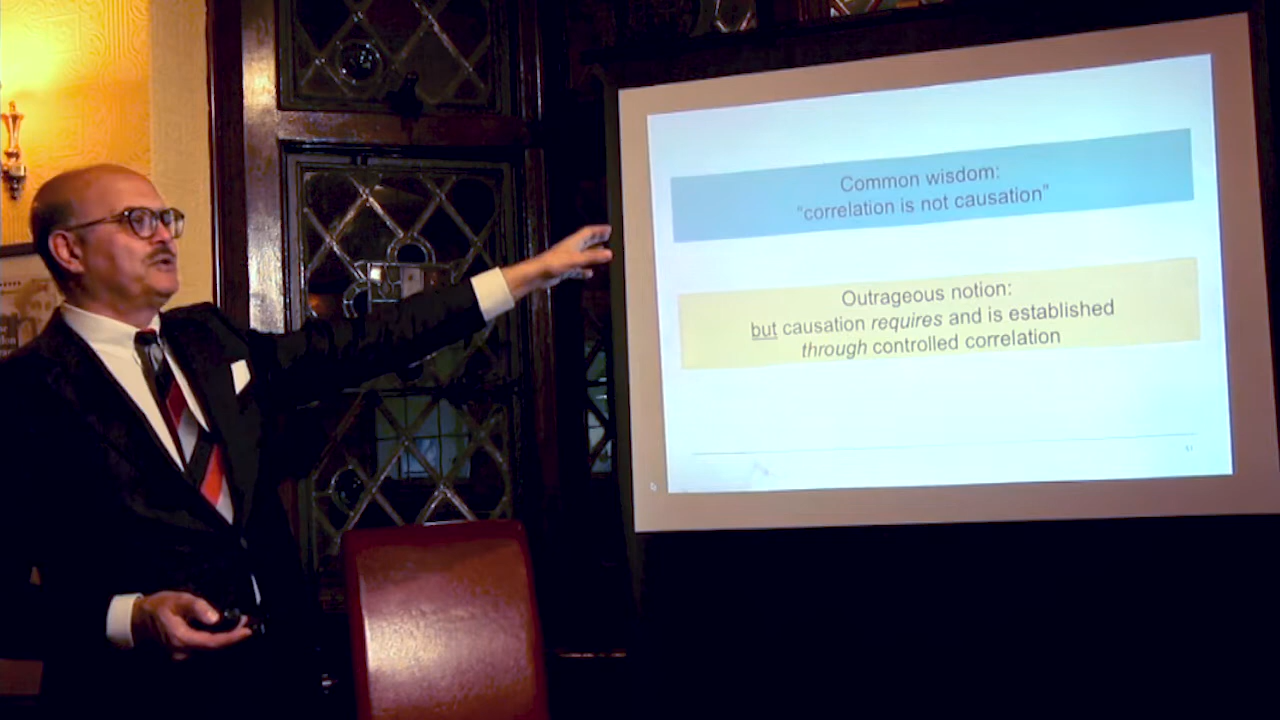 Common wisdom:
“correlation is not causation”
Outrageous notion:
but causation requires and is established
through controlled correlation